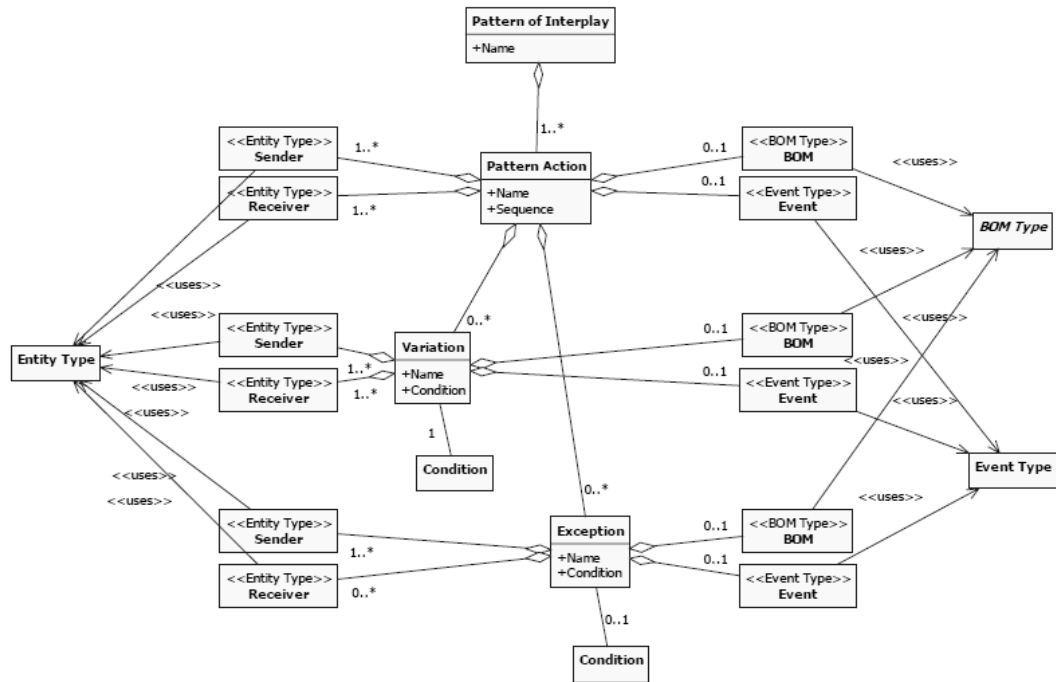 Pattern of Interplay
+Name
1..*
<<Entity Type>>
Sender
1..*
Pattern Action
+Name
+Sequence
0..1
<<BOM Type>>
BOM
<<uses>>
<<Entity Type>>
Receiver
1..*
0..1
<<Event Type>>
Event
BOM Type
<<uses>>
<<uses>>
<<uses>>
<<Entity Type>>
Sender
1..*
0..*
Variation
+Name
+Condition
0..1
<<BOM Type>>
BOM
<<uses>>
Entity Type
<<uses>>
<<Entity Type>>
Receiver
1..*
0..1
<<Event Type>>
Event
<<uses>>
<<uses>>
<<uses>>
1
Condition
Event Type
<<uses>>
<<uses>>
0..*
<<uses>>
<<Entity Type>>
Sender
1..*
Exception
+Name
+Condition
0..1
<<BOM Type>>
BOM
<<Entity Type>>
Receiver
0..*
0..1
<<Event Type>>
Event
0..1
Condition